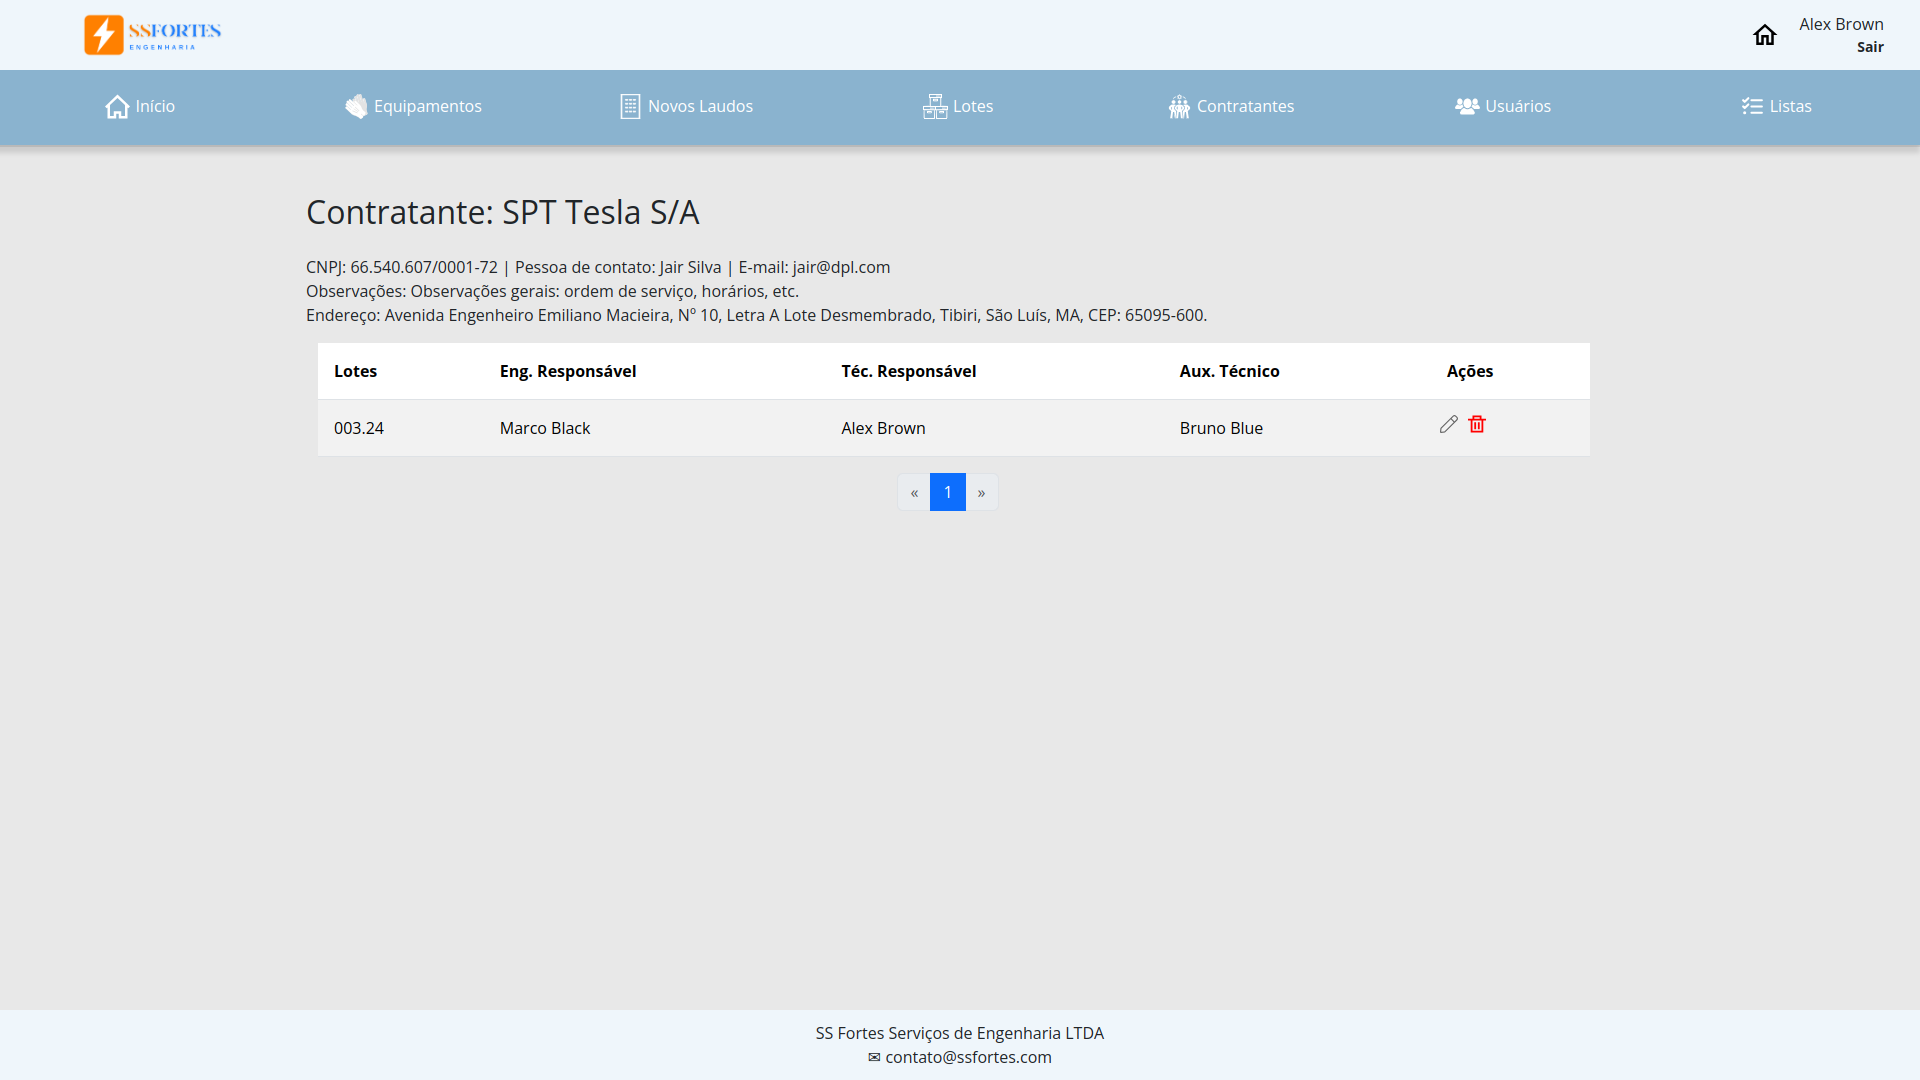 SSFORTES
ENGENHARIA
Alex Brown
Sair
Início
Equipamentos
Novos Laudos
Lotes
Contratantes
Usuários
Listas
Contratante: SPT Tesla S/A
CNPJ: 66.540.607/0001-72 | Pessoa de contato: Jair Silva | E-mail: jair@dpl.com
Observações: Observações gerais: ordem de serviço, horários, etc.
Endereço: Avenida Engenheiro Emiliano Macieira, Nº 10, Letra A Lote Desmembrado, Tibiri, São Luís, MA, CEP: 65095-600.
Lotes Eng. Responsável Téc. Responsável Aux. Técnico Ações
003.24 Marco Black Alex Brown Bruno Blue
« 1 »
SS Fortes Serviços de Engenharia LTDA
✉ contato@ssfortes.com